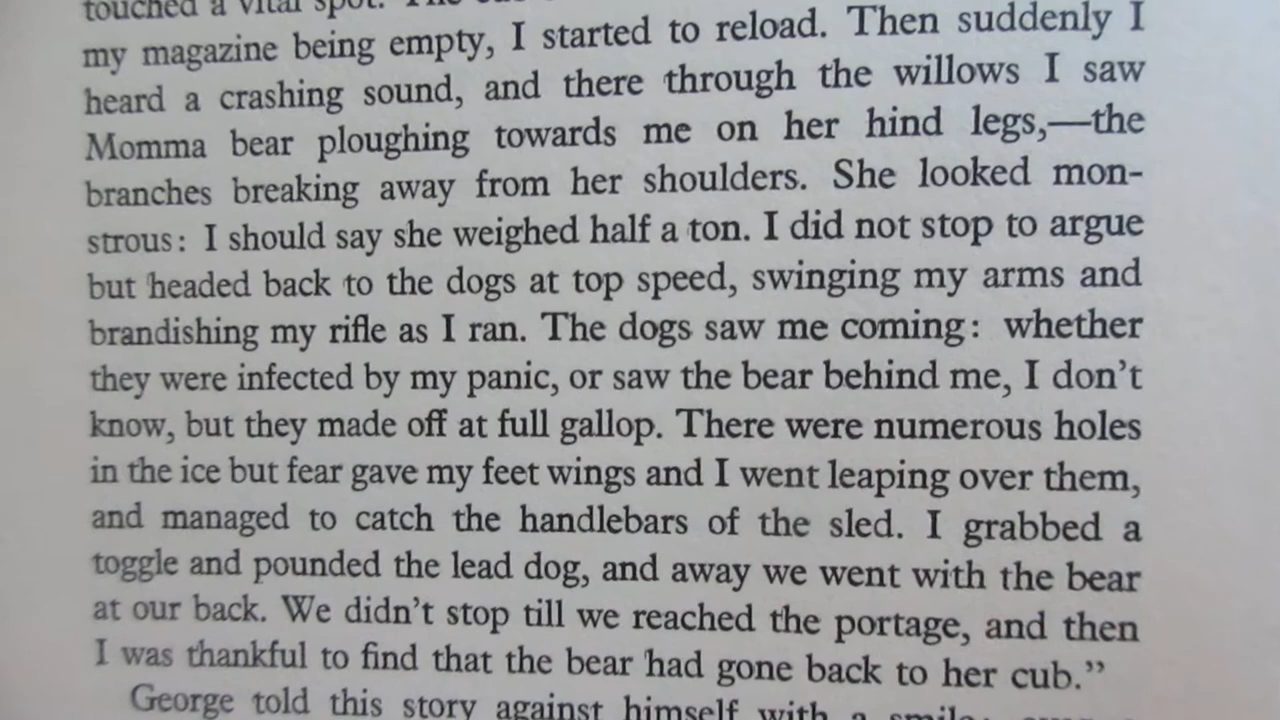 touched a vital spot. The
my magazine being empty, I started to reload. Then suddenly I
heard a crashing sound, and there through the willows I saw
Momma bear ploughing towards me on her hind legs,—the
branches breaking away from her shoulders. She looked mon-
strous: I should say she weighed half a ton. I did not stop to argue
but headed back to the dogs at top speed, swinging my arms and
brandishing my rifle as I ran. The dogs saw me coming: whether
they were infected by my panic, or saw the bear behind me, I don't
know, but they made off at full gallop. There were numerous holes
in the ice but fear gave my feet wings and I went leaping over them,
and managed to catch the handlebars of the sled. I grabbed a
toggle and pounded the lead dog, and away we went with the bear
at our back. We didn't stop till we reached the portage, and then
I was thankful to find that the bear had gone back to her cub.”
George told this story against himself with a smile;